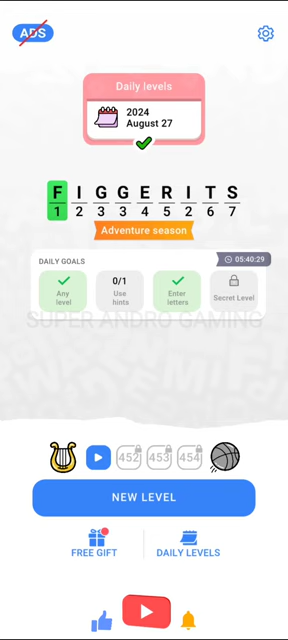 ADS
Daily levels
2024
August 27
F I G G E R I T S
1 2 3 3 4 5 2 6 7
Adventure season
DAILY GOALS
05:40:29
Any level
0/1
Use hints
Enter letters
Secret Level
SUPER ANDRO GAMING
452 453 454
NEW LEVEL
FREE GIFT
DAILY LEVELS